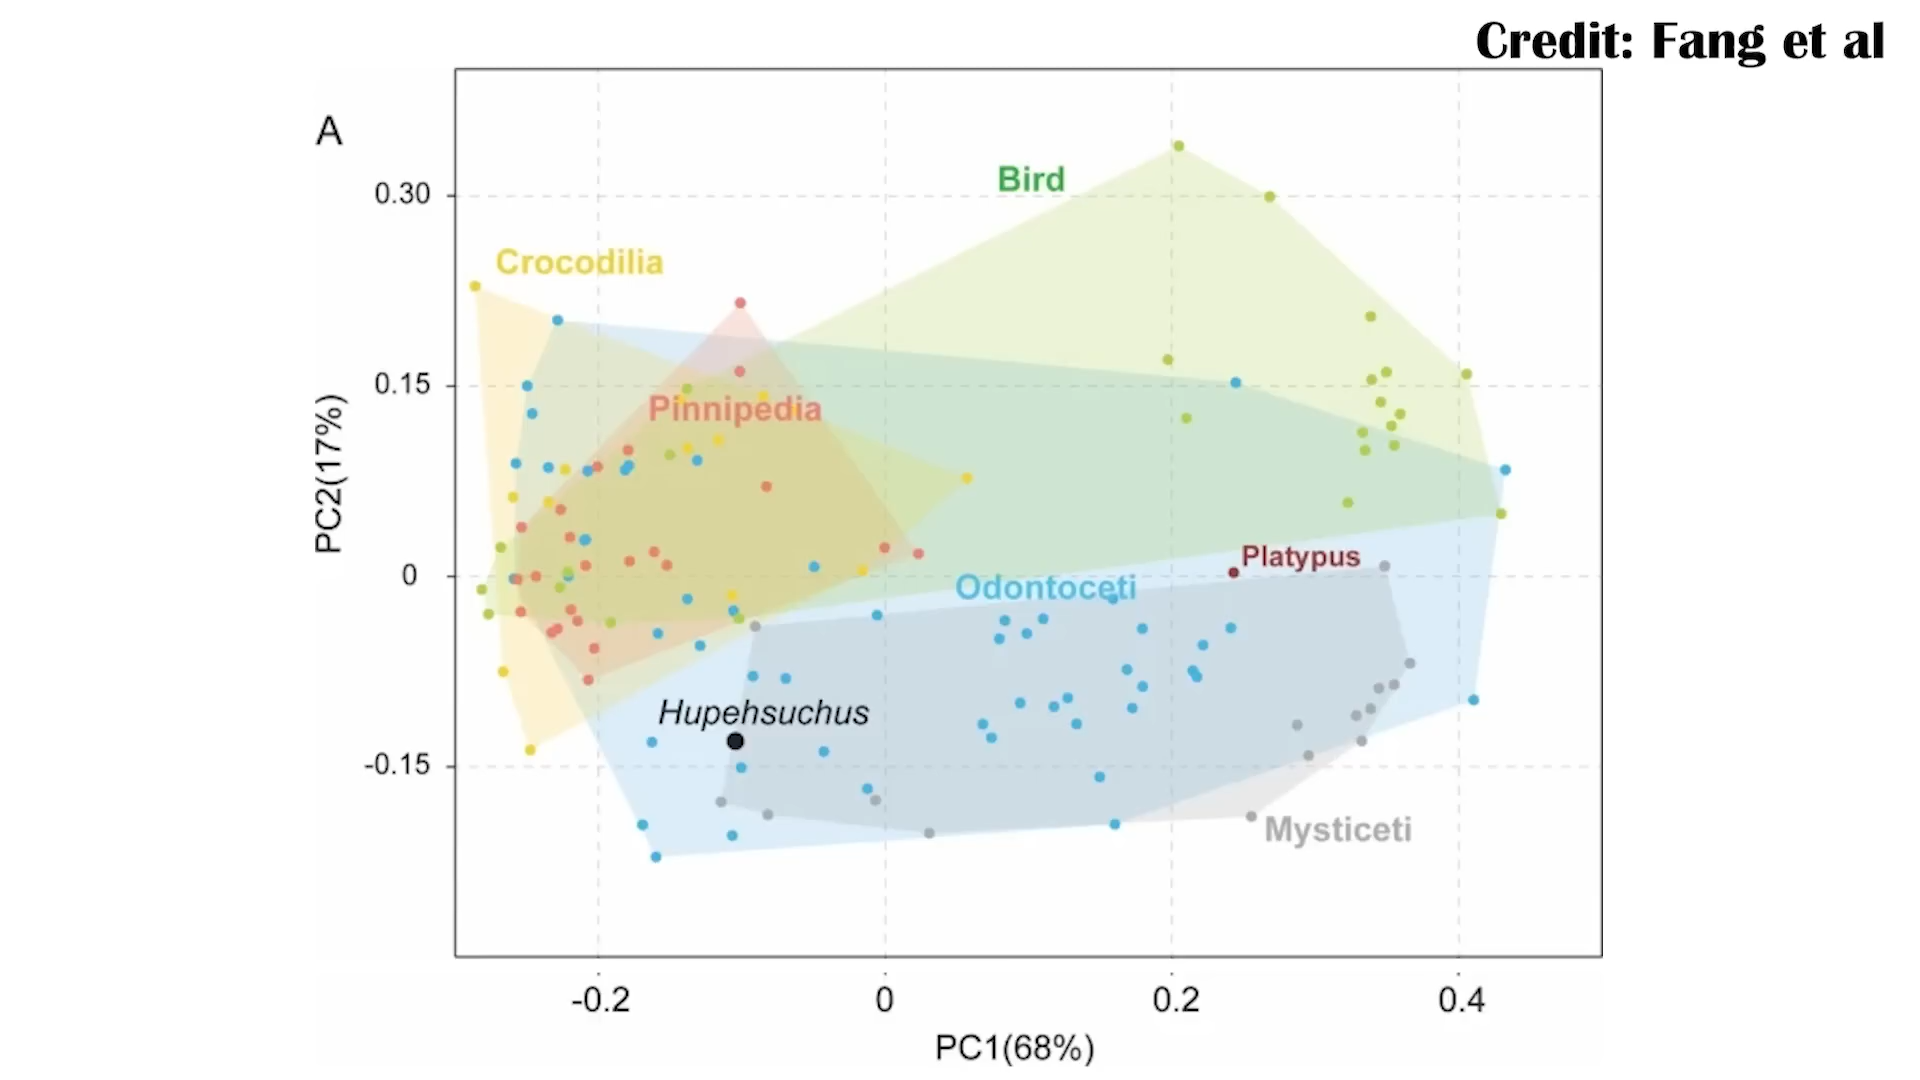 Credit: Fang et al
A
Bird
0.30
Crocodilia
0.15
Pinnipedia
PC2(17%)
Platypus
0
Odontoceti
Hupehsuchus
-0.15
Mysticeti
-0.2 0 0.2 0.4
PC1(68%)